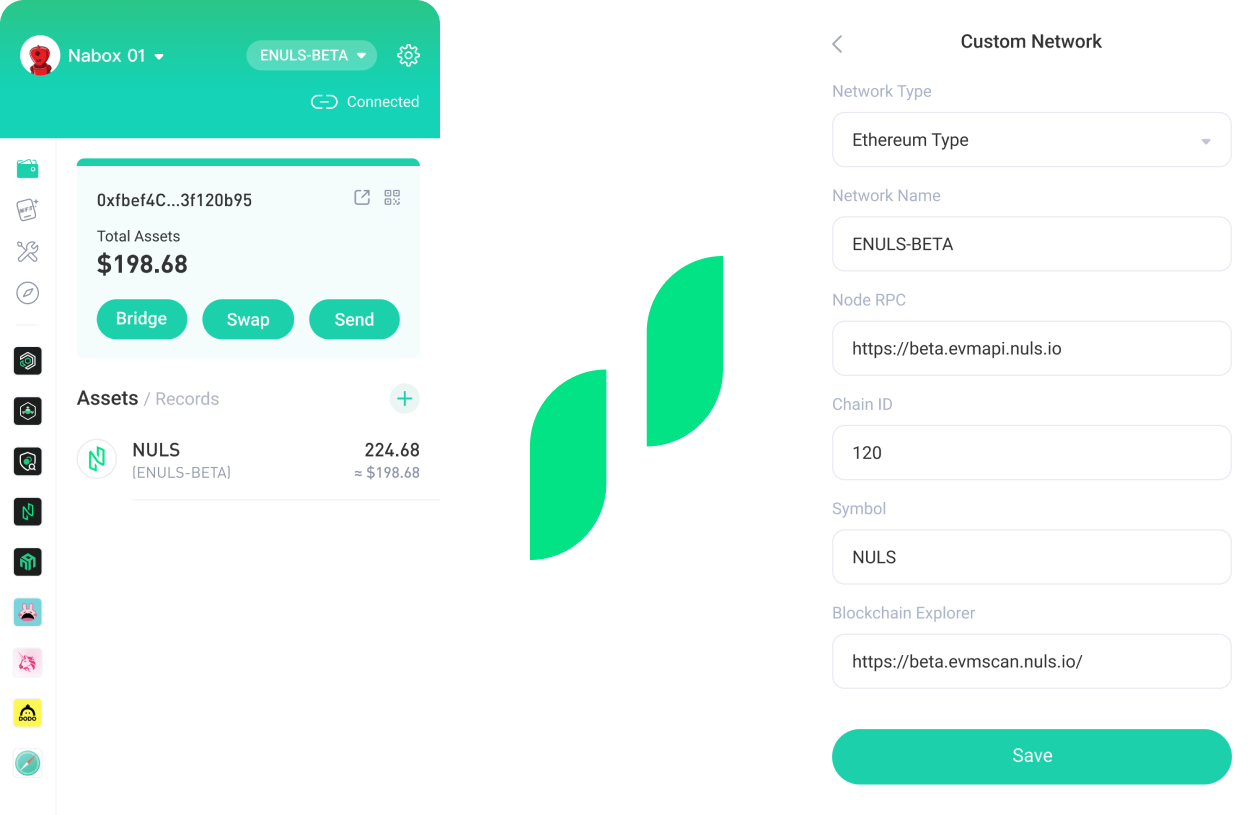 Nabox 01
ENULS-BETA
Connected
0xfbef4C...3f120b95
Total Assets
$198.68
Bridge
Swap
Send
Assets / Records
NULS
224.68
(ENULS-BETA)
≈ $198.68
DODO
Custom Network
Network Type
Ethereum Type
Network Name
ENULS-BETA
Node RPC
https://beta.evmapi.nuls.io
Chain ID
120
Symbol
NULS
Blockchain Explorer
https://beta.evmscan.nuls.io/
Save